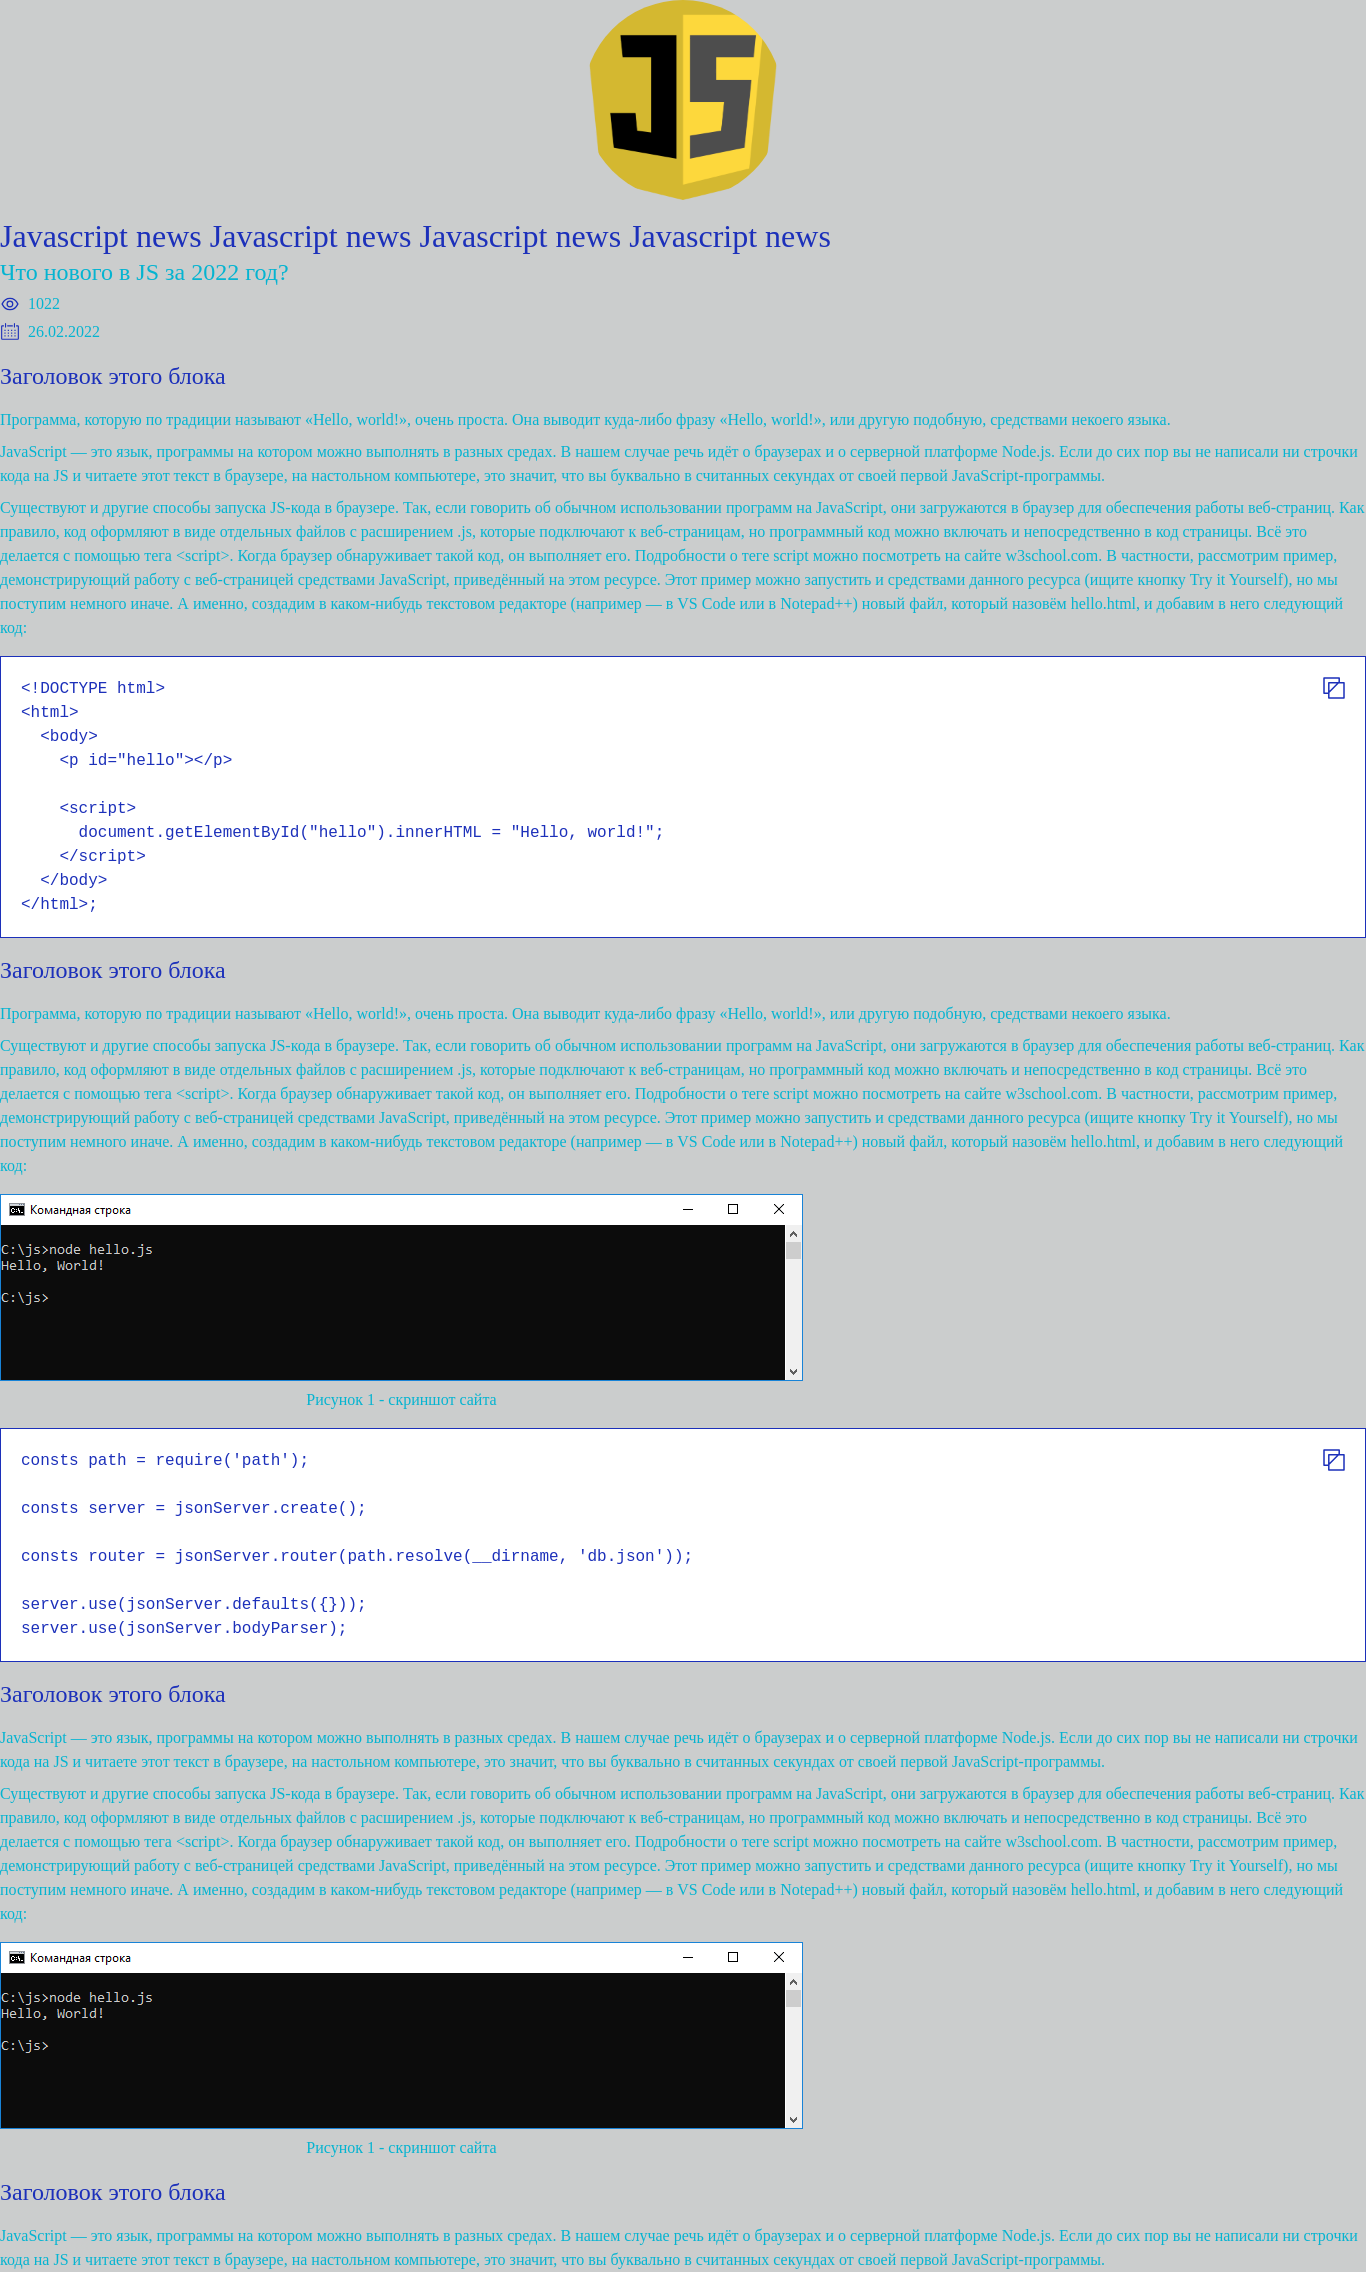 JS
Javascript news Javascript news Javascript news Javascript news
Что нового в JS за 2022 год?
1022
26.02.2022
Заголовок этого блока
Программа, которую по традиции называют «Hello, world!», очень проста. Она выводит куда-либо фразу «Hello, world!», или другую подобную, средствами некоего языка.
JavaScript — это язык, программы на котором можно выполнять в разных средах. В нашем случае речь идёт о браузерах и о серверной платформе Node.js. Если до сих пор вы не написали ни строчки
кода на JS и читаете этот текст в браузере, на настольном компьютере, это значит, что вы буквально в считанных секундах от своей первой JavaScript-программы.
Существуют и другие способы запуска JS-кода в браузере. Так, если говорить об обычном использовании программ на JavaScript, они загружаются в браузер для обеспечения работы веб-страниц. Как
правило, код оформляют в виде отдельных файлов с расширением .js, которые подключают к веб-страницам, но программный код можно включать и непосредственно в код страницы. Всё это
делается с помощью тега <script>. Когда браузер обнаруживает такой код, он выполняет его. Подробности о теге script можно посмотреть на сайте w3school.com. В частности, рассмотрим пример,
демонстрирующий работу с веб-страницей средствами JavaScript, приведённый на этом ресурсе. Этот пример можно запустить и средствами данного ресурса (ищите кнопку Try it Yourself), но мы
поступим немного иначе. А именно, создадим в каком-нибудь текстовом редакторе (например — в VS Code или в Notepad++) новый файл, который назовём hello.html, и добавим в него следующий
код:
<!DOCTYPE html>
<html>
  <body>
    <p id="hello"></p>

    <script>
      document.getElementById("hello").innerHTML = "Hello, world!";
    </script>
  </body>
</html>;
Заголовок этого блока
Программа, которую по традиции называют «Hello, world!», очень проста. Она выводит куда-либо фразу «Hello, world!», или другую подобную, средствами некоего языка.
Существуют и другие способы запуска JS-кода в браузере. Так, если говорить об обычном использовании программ на JavaScript, они загружаются в браузер для обеспечения работы веб-страниц. Как
правило, код оформляют в виде отдельных файлов с расширением .js, которые подключают к веб-страницам, но программный код можно включать и непосредственно в код страницы. Всё это
делается с помощью тега <script>. Когда браузер обнаруживает такой код, он выполняет его. Подробности о теге script можно посмотреть на сайте w3school.com. В частности, рассмотрим пример,
демонстрирующий работу с веб-страницей средствами JavaScript, приведённый на этом ресурсе. Этот пример можно запустить и средствами данного ресурса (ищите кнопку Try it Yourself), но мы
поступим немного иначе. А именно, создадим в каком-нибудь текстовом редакторе (например — в VS Code или в Notepad++) новый файл, который назовём hello.html, и добавим в него следующий
код:
Командная строка
C:\js>node hello.js
Hello, World!
C:\js>
Рисунок 1 - скриншот сайта
consts path = require('path');

consts server = jsonServer.create();

consts router = jsonServer.router(path.resolve(__dirname, 'db.json'));

server.use(jsonServer.defaults({}));
server.use(jsonServer.bodyParser);
Заголовок этого блока
JavaScript — это язык, программы на котором можно выполнять в разных средах. В нашем случае речь идёт о браузерах и о серверной платформе Node.js. Если до сих пор вы не написали ни строчки
кода на JS и читаете этот текст в браузере, на настольном компьютере, это значит, что вы буквально в считанных секундах от своей первой JavaScript-программы.
Существуют и другие способы запуска JS-кода в браузере. Так, если говорить об обычном использовании программ на JavaScript, они загружаются в браузер для обеспечения работы веб-страниц. Как
правило, код оформляют в виде отдельных файлов с расширением .js, которые подключают к веб-страницам, но программный код можно включать и непосредственно в код страницы. Всё это
делается с помощью тега <script>. Когда браузер обнаруживает такой код, он выполняет его. Подробности о теге script можно посмотреть на сайте w3school.com. В частности, рассмотрим пример,
демонстрирующий работу с веб-страницей средствами JavaScript, приведённый на этом ресурсе. Этот пример можно запустить и средствами данного ресурса (ищите кнопку Try it Yourself), но мы
поступим немного иначе. А именно, создадим в каком-нибудь текстовом редакторе (например — в VS Code или в Notepad++) новый файл, который назовём hello.html, и добавим в него следующий
код:
Командная строка
C:\js>node hello.js
Hello, World!
C:\js>
Рисунок 1 - скриншот сайта
Заголовок этого блока
JavaScript — это язык, программы на котором можно выполнять в разных средах. В нашем случае речь идёт о браузерах и о серверной платформе Node.js. Если до сих пор вы не написали ни строчки
кода на JS и читаете этот текст в браузере, на настольном компьютере, это значит, что вы буквально в считанных секундах от своей первой JavaScript-программы.